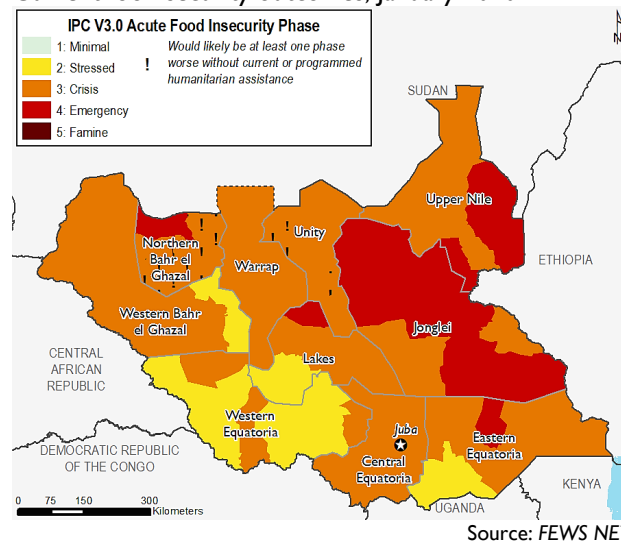 IPC V3.0 Acute Food Insecurity Phase
1: Minimal
2: Stressed
3: Crisis
4: Emergency
5: Famine
! Would likely be at least one phase
worse without current or programmed
humanitarian assistance
N
SUDAN
Upper Nile
Unity
Northern
Bahr el
Ghazal
Warrap
ETHIOPIA
Western Bahr
el Ghazal
Jonglei
CENTRAL
AFRICAN
REPUBLIC
Lakes
Western
Equatoria
Juba
Eastern
Equatoria
DEMOCRATIC REPUBLIC
OF THE CONGO
Central
Equatoria
KENYA
UGANDA
0 75 150 300
Kilometers
Source: FEWS NE